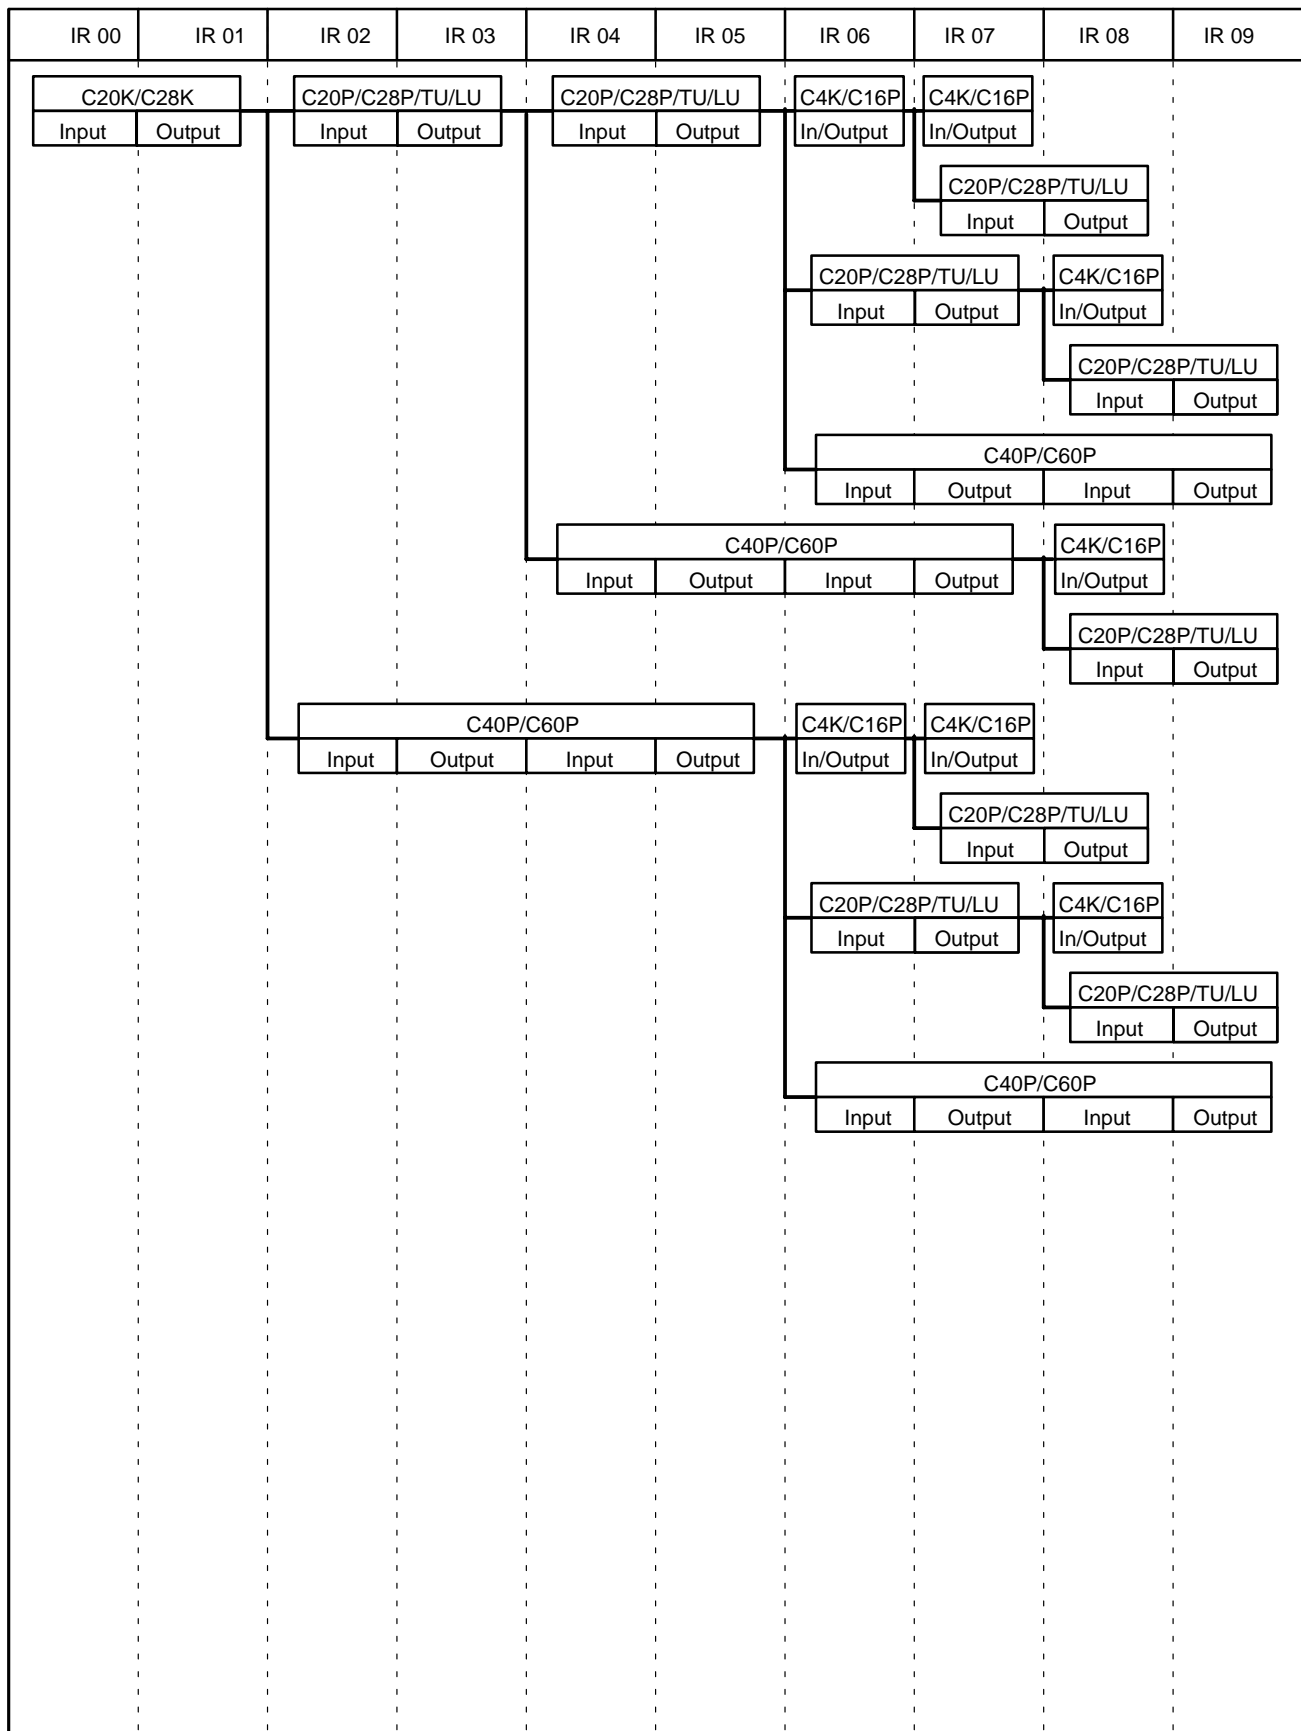 IR 00 IR 01 IR 02 IR 03 IR 04 IR 05 IR 06 IR 07 IR 08 IR 09
C20K/C28K C20P/C28P/TU/LU C20P/C28P/TU/LU C4K/C16P C4K/C16P
Input Output Input Output Input Output In/Output In/Output
C20P/C28P/TU/LU
Input Output
C20P/C28P/TU/LU C4K/C16P
Input Output In/Output
C20P/C28P/TU/LU
Input Output
C40P/C60P
Input Output Input Output
C40P/C60P C4K/C16P
Input Output Input Output In/Output
C20P/C28P/TU/LU
Input Output
C40P/C60P C4K/C16P C4K/C16P
Input Output Input Output In/Output In/Output
C20P/C28P/TU/LU
Input Output
C20P/C28P/TU/LU C4K/C16P
Input Output In/Output
C20P/C28P/TU/LU
Input Output
C40P/C60P
Input Output Input Output